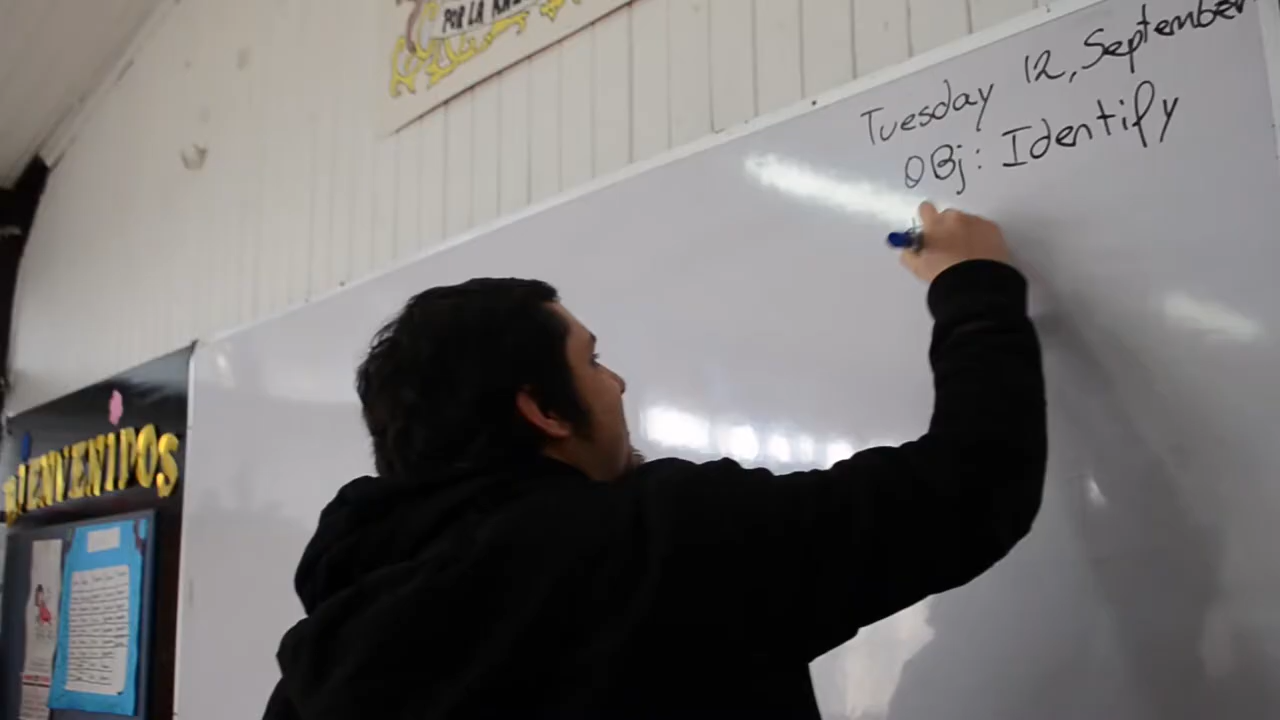 POR LA
Tuesday 12, September
OBj: Identify
BIENVENIDOS